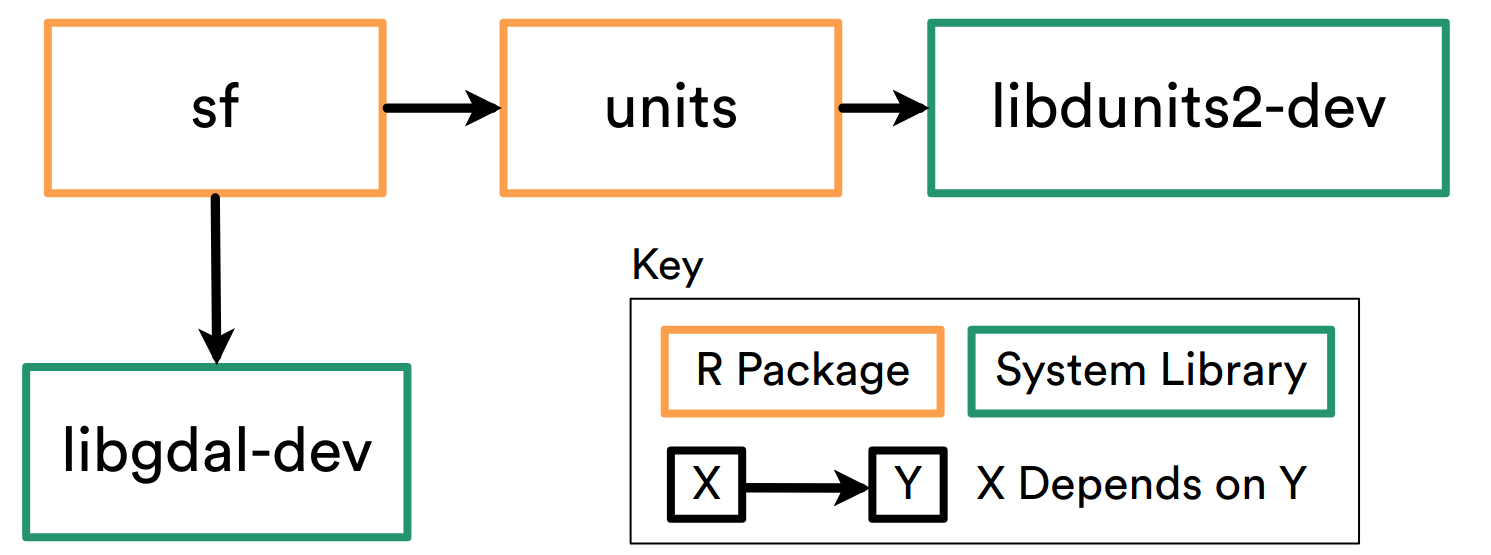 sf
units
libdunits2-dev
libgdal-dev
Key
R Package
System Library
X
Y
X Depends on Y